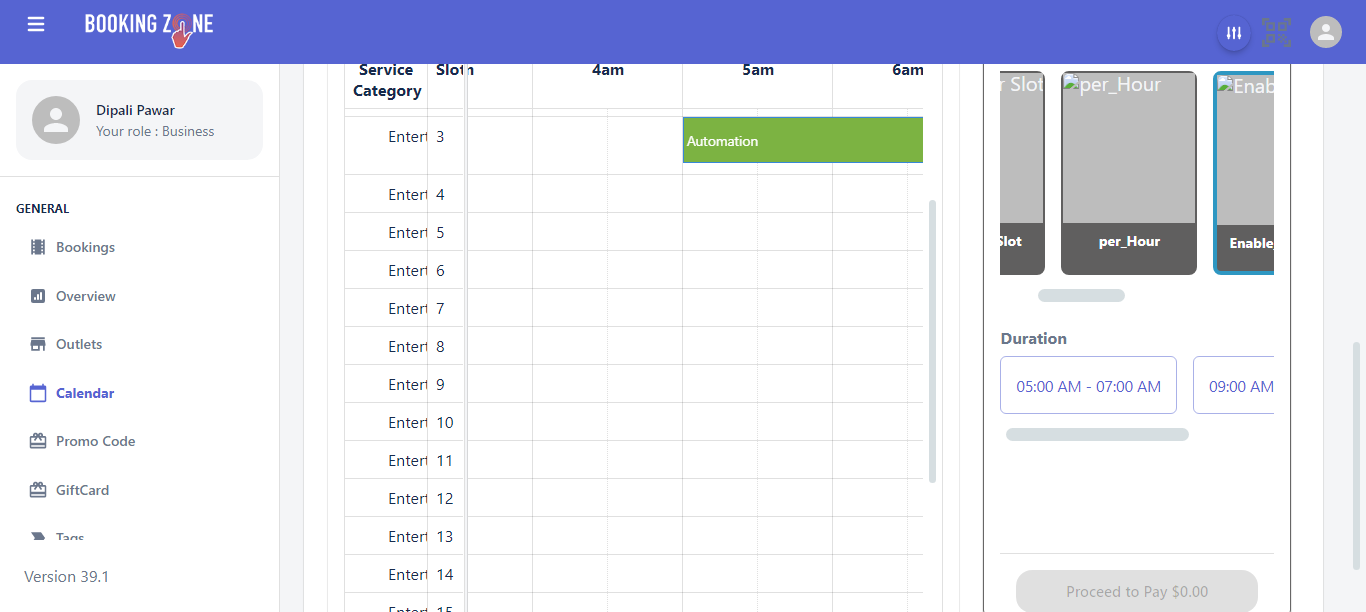 BOOKING ZONE
Dipali Pawar
Your role : Business
GENERAL
Bookings
Overview
Outlets
Calendar
Promo Code
GiftCard
Tags
Version 39.1
Service
Category
Slot
4am
5am
6am
Entert 3
Automation
Entert 4
Entert 5
Entert 6
Entert 7
Entert 8
Entert 9
Entert 10
Entert 11
Entert 12
Entert 13
Entert 14
Entert 15
r Slot
per_Hour
Enab
Slot
per_Hour
Enable
Duration
05:00 AM - 07:00 AM
09:00 AM
Proceed to Pay $0.00